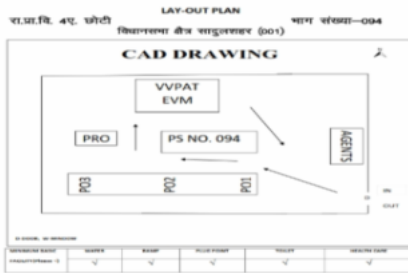 LAY-OUT PLAN
रा.प्रा.वि. 4ए. छोटी
भाग संख्या—094
विधानसभा क्षेत्र सादुलशहर (001)
CAD DRAWING
VVPAT
EVM
PRO
PS NO. 094
AGENTS
PO3
PO2
PO1
D
IN
OUT
WATER
RAMP
TOILET